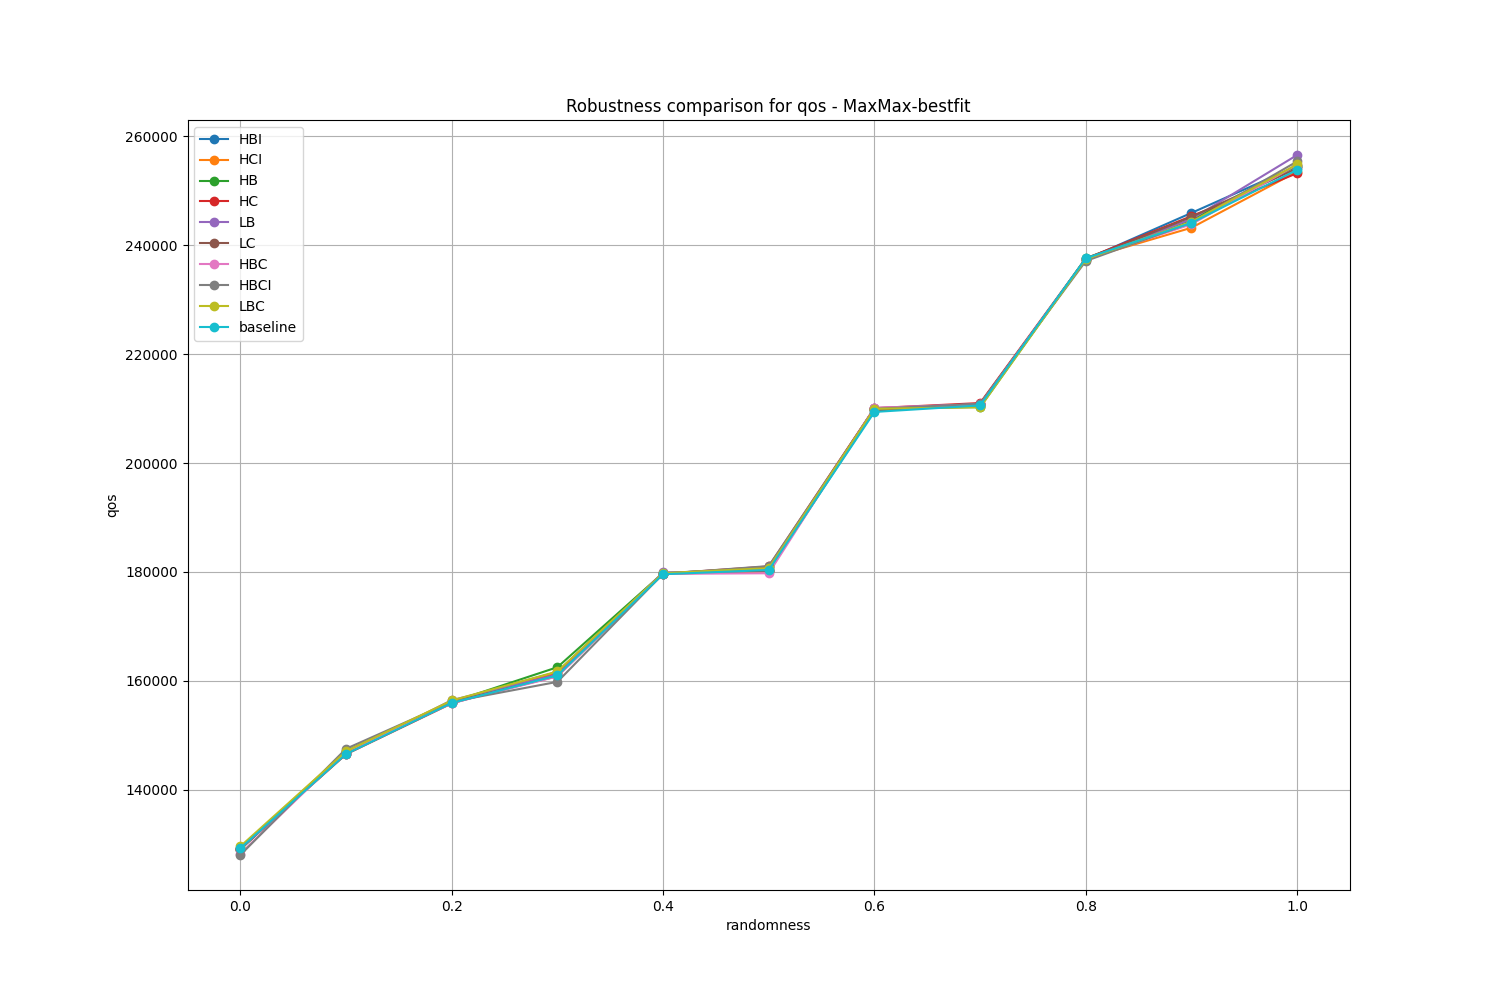 Robustness comparison for qos - MaxMax-bestfit
260000
240000
220000
200000
180000
160000
140000
qos
HBI
HCI
HB
HC
LB
LC
HBC
HBCI
LBC
baseline
0.0 0.2 0.4 0.6 0.8 1.0
randomness